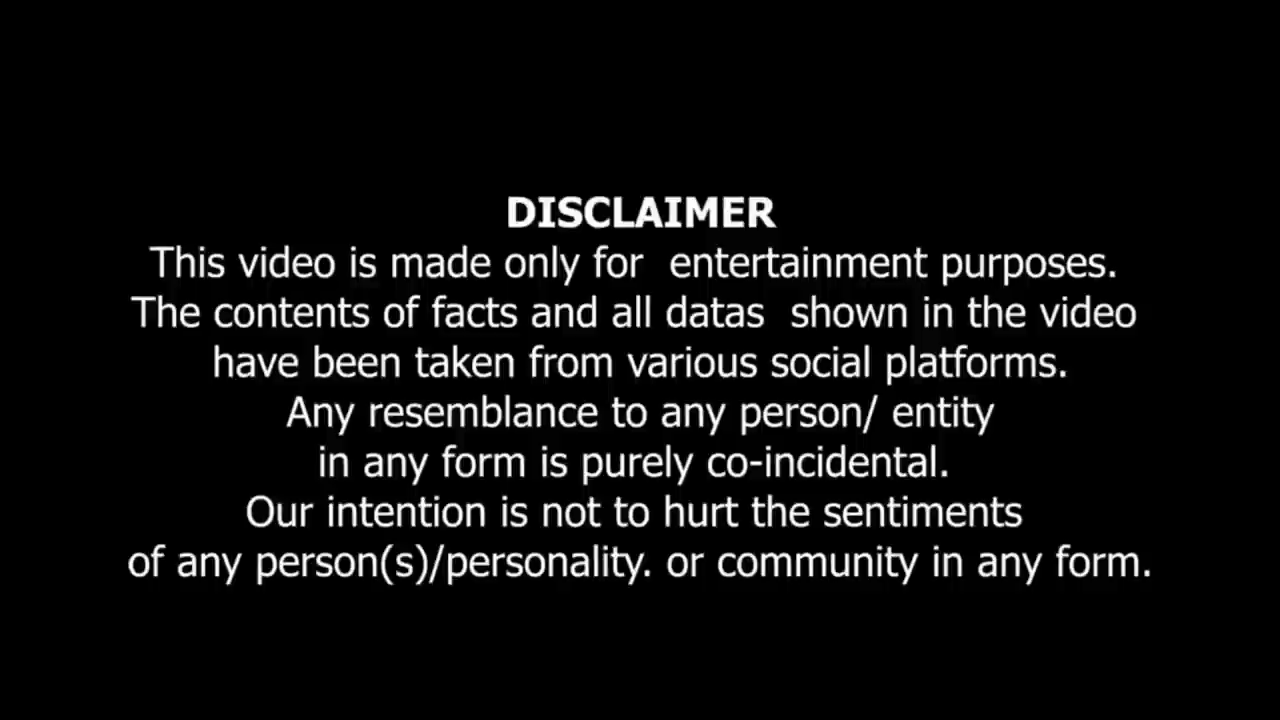 DISCLAIMER
This video is made only for  entertainment purposes.
The contents of facts and all datas  shown in the video
have been taken from various social platforms.
Any resemblance to any person/ entity
in any form is purely co-incidental.
Our intention is not to hurt the sentiments
of any person(s)/personality. or community in any form.